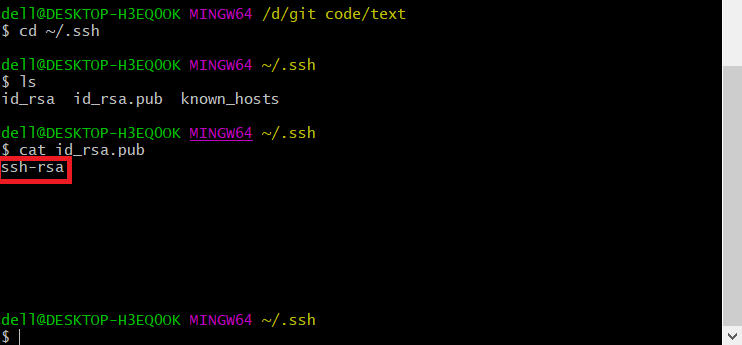 dell@DESKTOP-H3EQOOK MINGW64 /d/git code/text
$ cd ~/.ssh
dell@DESKTOP-H3EQOOK MINGW64 ~/.ssh
$ ls
id_rsa  id_rsa.pub  known_hosts
dell@DESKTOP-H3EQOOK MINGW64 ~/.ssh
$ cat id_rsa.pub
ssh-rsa
dell@DESKTOP-H3EQOOK MINGW64 ~/.ssh
$